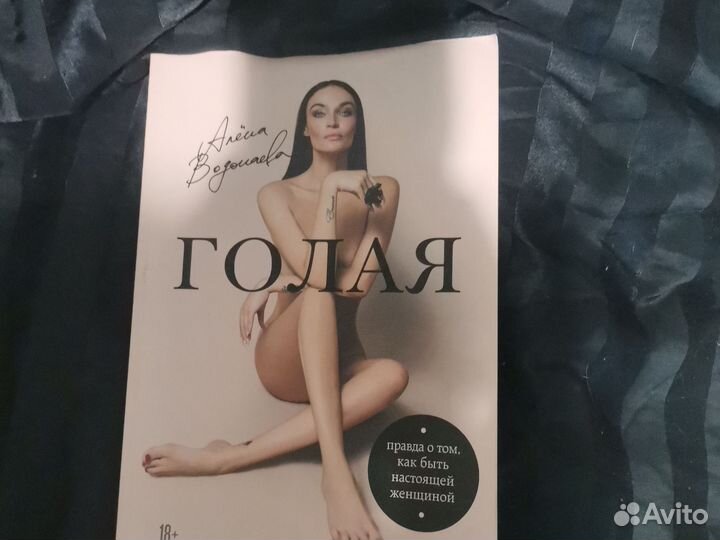 Алёна
Водонаева
ГОЛАЯ
правда о том,
как быть
настоящей
женщиной
18+
Avito